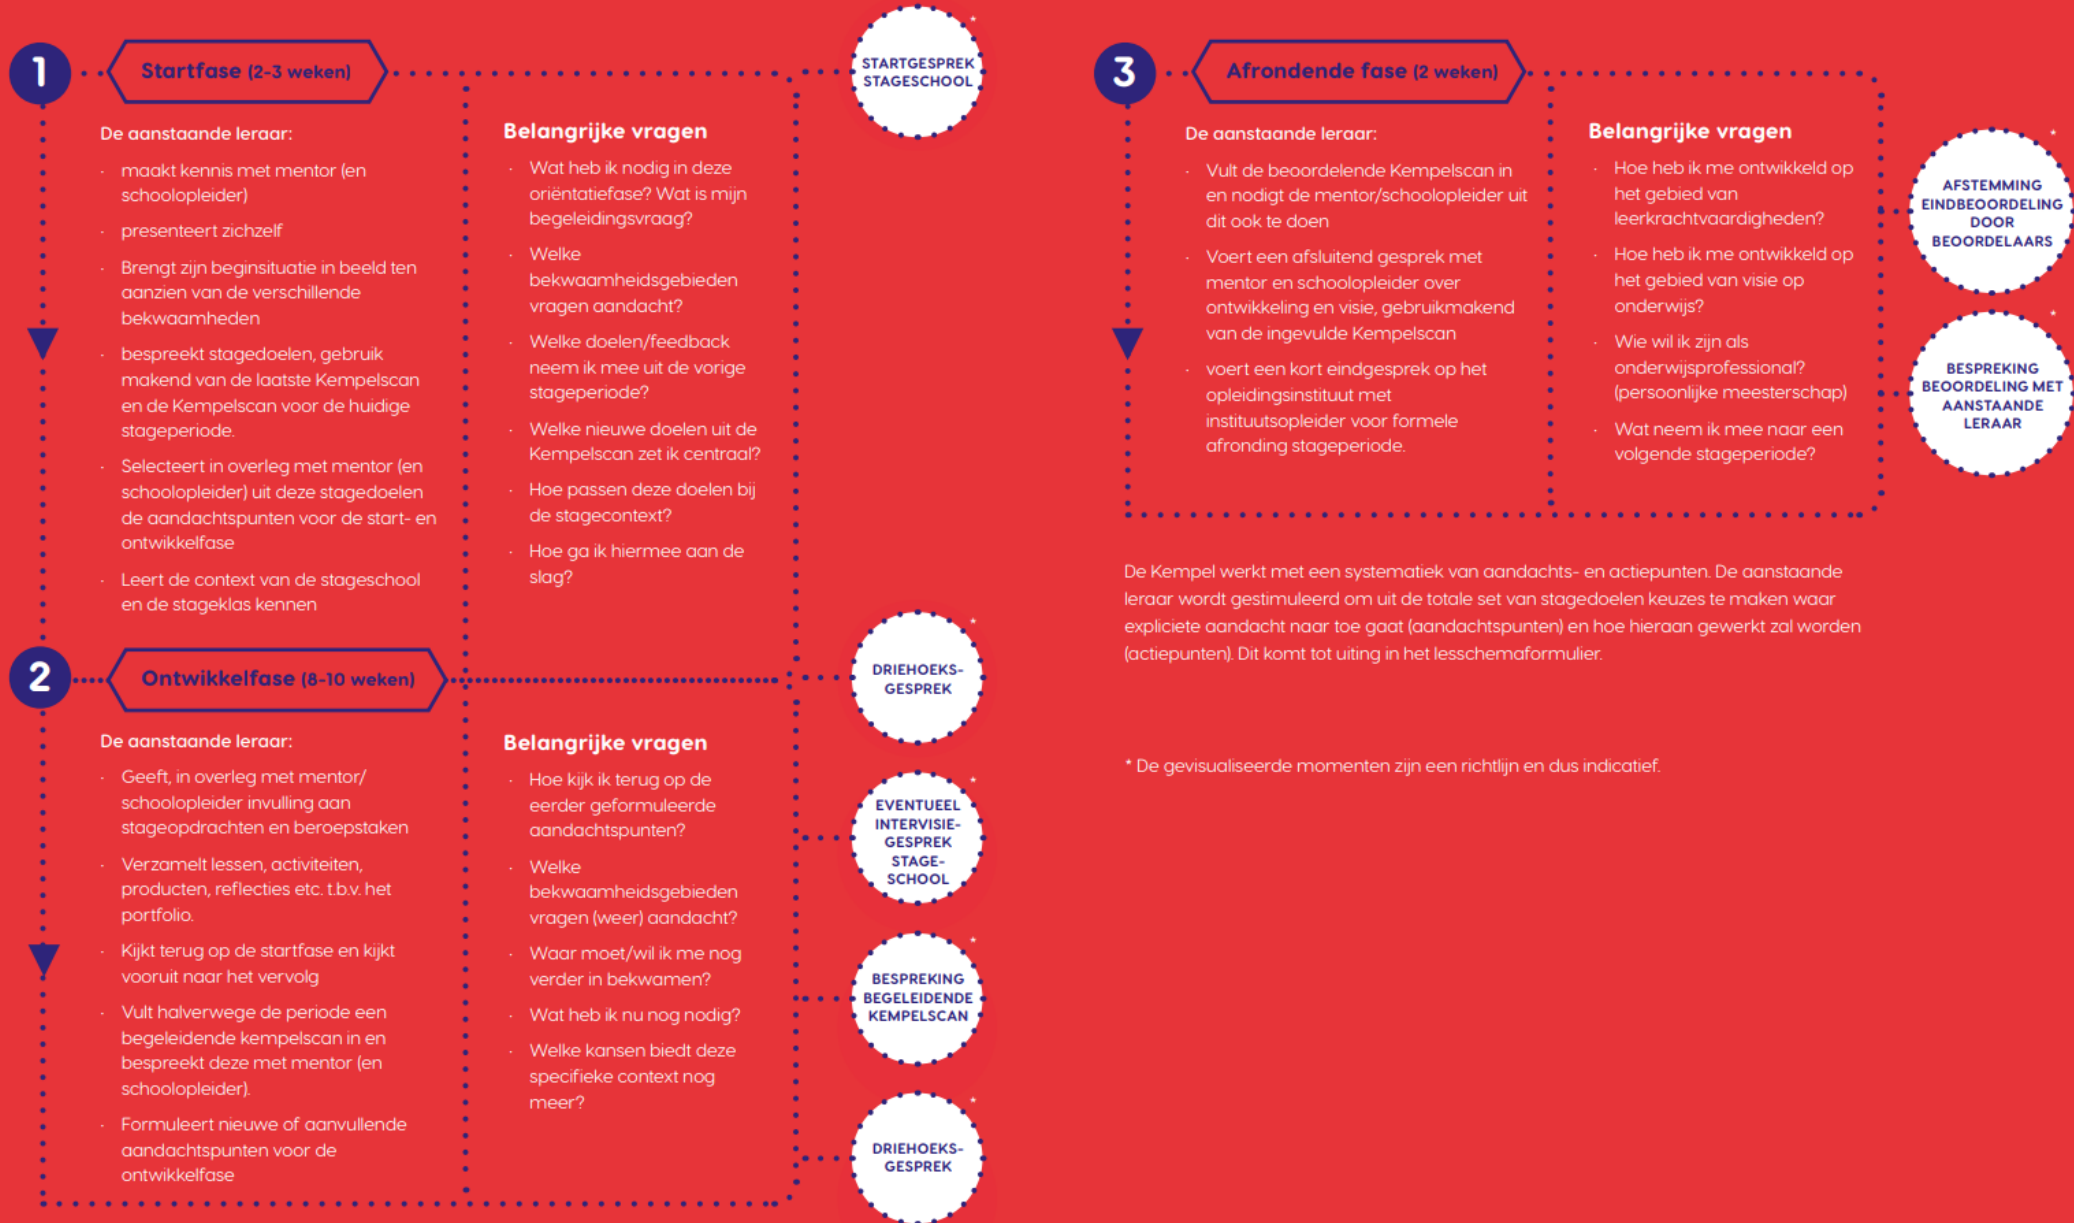 1
Startfase (2-3 weken)
De aanstaande leraar:
· maakt kennis met mentor (en
schoolopleider)
· presenteert zichzelf
· Brengt zijn beginsituatie in beeld ten
aanzien van de verschillende
bekwaamheden
· bespreekt stagedoelen, gebruik
makend van de laatste Kempelscan
en de Kempelscan voor de huidige
stageperiode.
· Selecteert in overleg met mentor (en
schoolopleider) uit deze stagedoelen
de aandachtspunten voor de start- en
ontwikkelfase
· Leert de context van de stageschool
en de stageklas kennen
Belangrijke vragen
· Wat heb ik nodig in deze
oriëntatiefase? Wat is mijn
begeleidingsvraag?
· Welke
bekwaamheidsgebieden
vragen aandacht?
· Welke doelen/feedback
neem ik mee uit de vorige
stageperiode?
· Welke nieuwe doelen uit de
Kempelscan zet ik centraal?
· Hoe passen deze doelen bij
de stagecontext?
· Hoe ga ik hiermee aan de
slag?
*
STARTGESPREK
STAGESCHOOL
2
Ontwikkelfase (8-10 weken)
De aanstaande leraar:
· Geeft, in overleg met mentor/
schoolopleider invulling aan
stageopdrachten en beroepstaken
· Verzamelt lessen, activiteiten,
producten, reflecties etc. t.b.v. het
portfolio.
· Kijkt terug op de startfase en kijkt
vooruit naar het vervolg
· Vult halverwege de periode een
begeleidende kempelscan in en
bespreekt deze met mentor (en
schoolopleider).
· Formuleert nieuwe of aanvullende
aandachtspunten voor de
ontwikkelfase
Belangrijke vragen
· Hoe kijk ik terug op de
eerder geformuleerde
aandachtspunten?
· Welke
bekwaamheidsgebieden
vragen (weer) aandacht?
· Waar moet/wil ik me nog
verder in bekwamen?
· Wat heb ik nu nog nodig?
· Welke kansen biedt deze
specifieke context nog
meer?
*
DRIEHOEKS-
GESPREK
*
EVENTUEEL
INTERVISIE-
GESPREK
STAGE-
SCHOOL
*
BESPREKING
BEGELEIDENDE
KEMPELSCAN
*
DRIEHOEKS-
GESPREK
3
Afrondende fase (2 weken)
De aanstaande leraar:
· Vult de beoordelende Kempelscan in
en nodigt de mentor/schoolopleider uit
dit ook te doen
· Voert een afsluitend gesprek met
mentor en schoolopleider over
ontwikkeling en visie, gebruikmakend
van de ingevulde Kempelscan
· voert een kort eindgesprek op het
opleidingsinstituut met
instituutsopleider voor formele
afronding stageperiode.
Belangrijke vragen
· Hoe heb ik me ontwikkeld op
het gebied van
leerkrachtvaardigheden?
· Hoe heb ik me ontwikkeld op
het gebied van visie op
onderwijs?
· Wie wil ik zijn als
onderwijsprofessional?
(persoonlijke meesterschap)
· Wat neem ik mee naar een
volgende stageperiode?
*
AFSTEMMING
EINDBEOORDELING
DOOR
BEOORDELAARS
*
BESPREKING
BEOORDELING MET
AANSTAANDE
LERAAR
De Kempel werkt met een systematiek van aandachts- en actiepunten. De aanstaande
leraar wordt gestimuleerd om uit de totale set van stagedoelen keuzes te maken waar
expliciete aandacht naar toe gaat (aandachtspunten) en hoe hieraan gewerkt zal worden
(actiepunten). Dit komt tot uiting in het lesschemaformulier.
* De gevisualiseerde momenten zijn een richtlijn en dus indicatief.